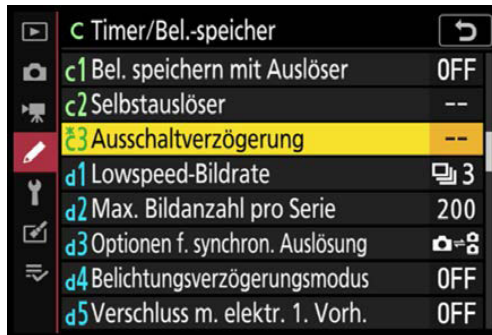 C Timer/Bel.-speicher
c1 Bel. speichern mit Auslöser OFF
c2 Selbstauslöser --
*c3 Ausschaltverzögerung --
d1 Lowspeed-Bildrate 3
d2 Max. Bildanzahl pro Serie 200
d3 Optionen f. synchron. Auslösung
d4 Belichtungsverzögerungsmodus OFF
d5 Verschluss m. elektr. 1. Vorh. OFF